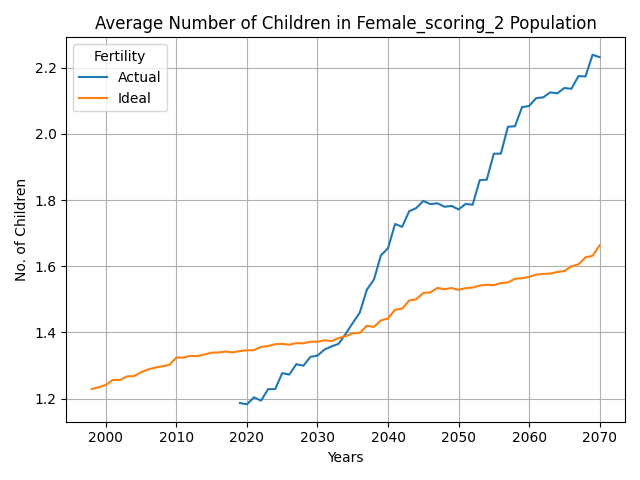 Average Number of Children in Female_scoring_2 Population
Fertility
Actual
Ideal
No. of Children
2.2
2.0
1.8
1.6
1.4
1.2
2000 2010 2020 2030 2040 2050 2060 2070
Years